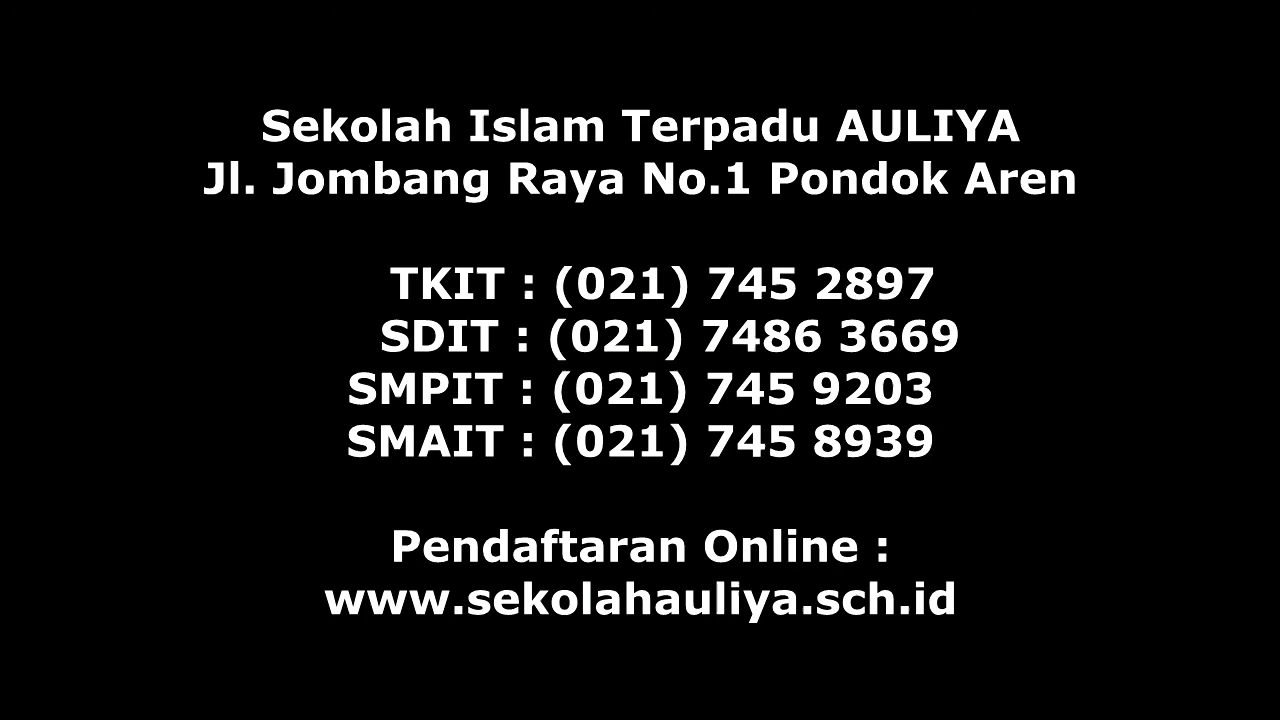 Sekolah Islam Terpadu AULIYA
Jl. Jombang Raya No.1 Pondok Aren
TKIT : (021) 745 2897
SDIT : (021) 7486 3669
SMPIT : (021) 745 9203
SMAIT : (021) 745 8939
Pendaftaran Online :
www.sekolahauliya.sch.id